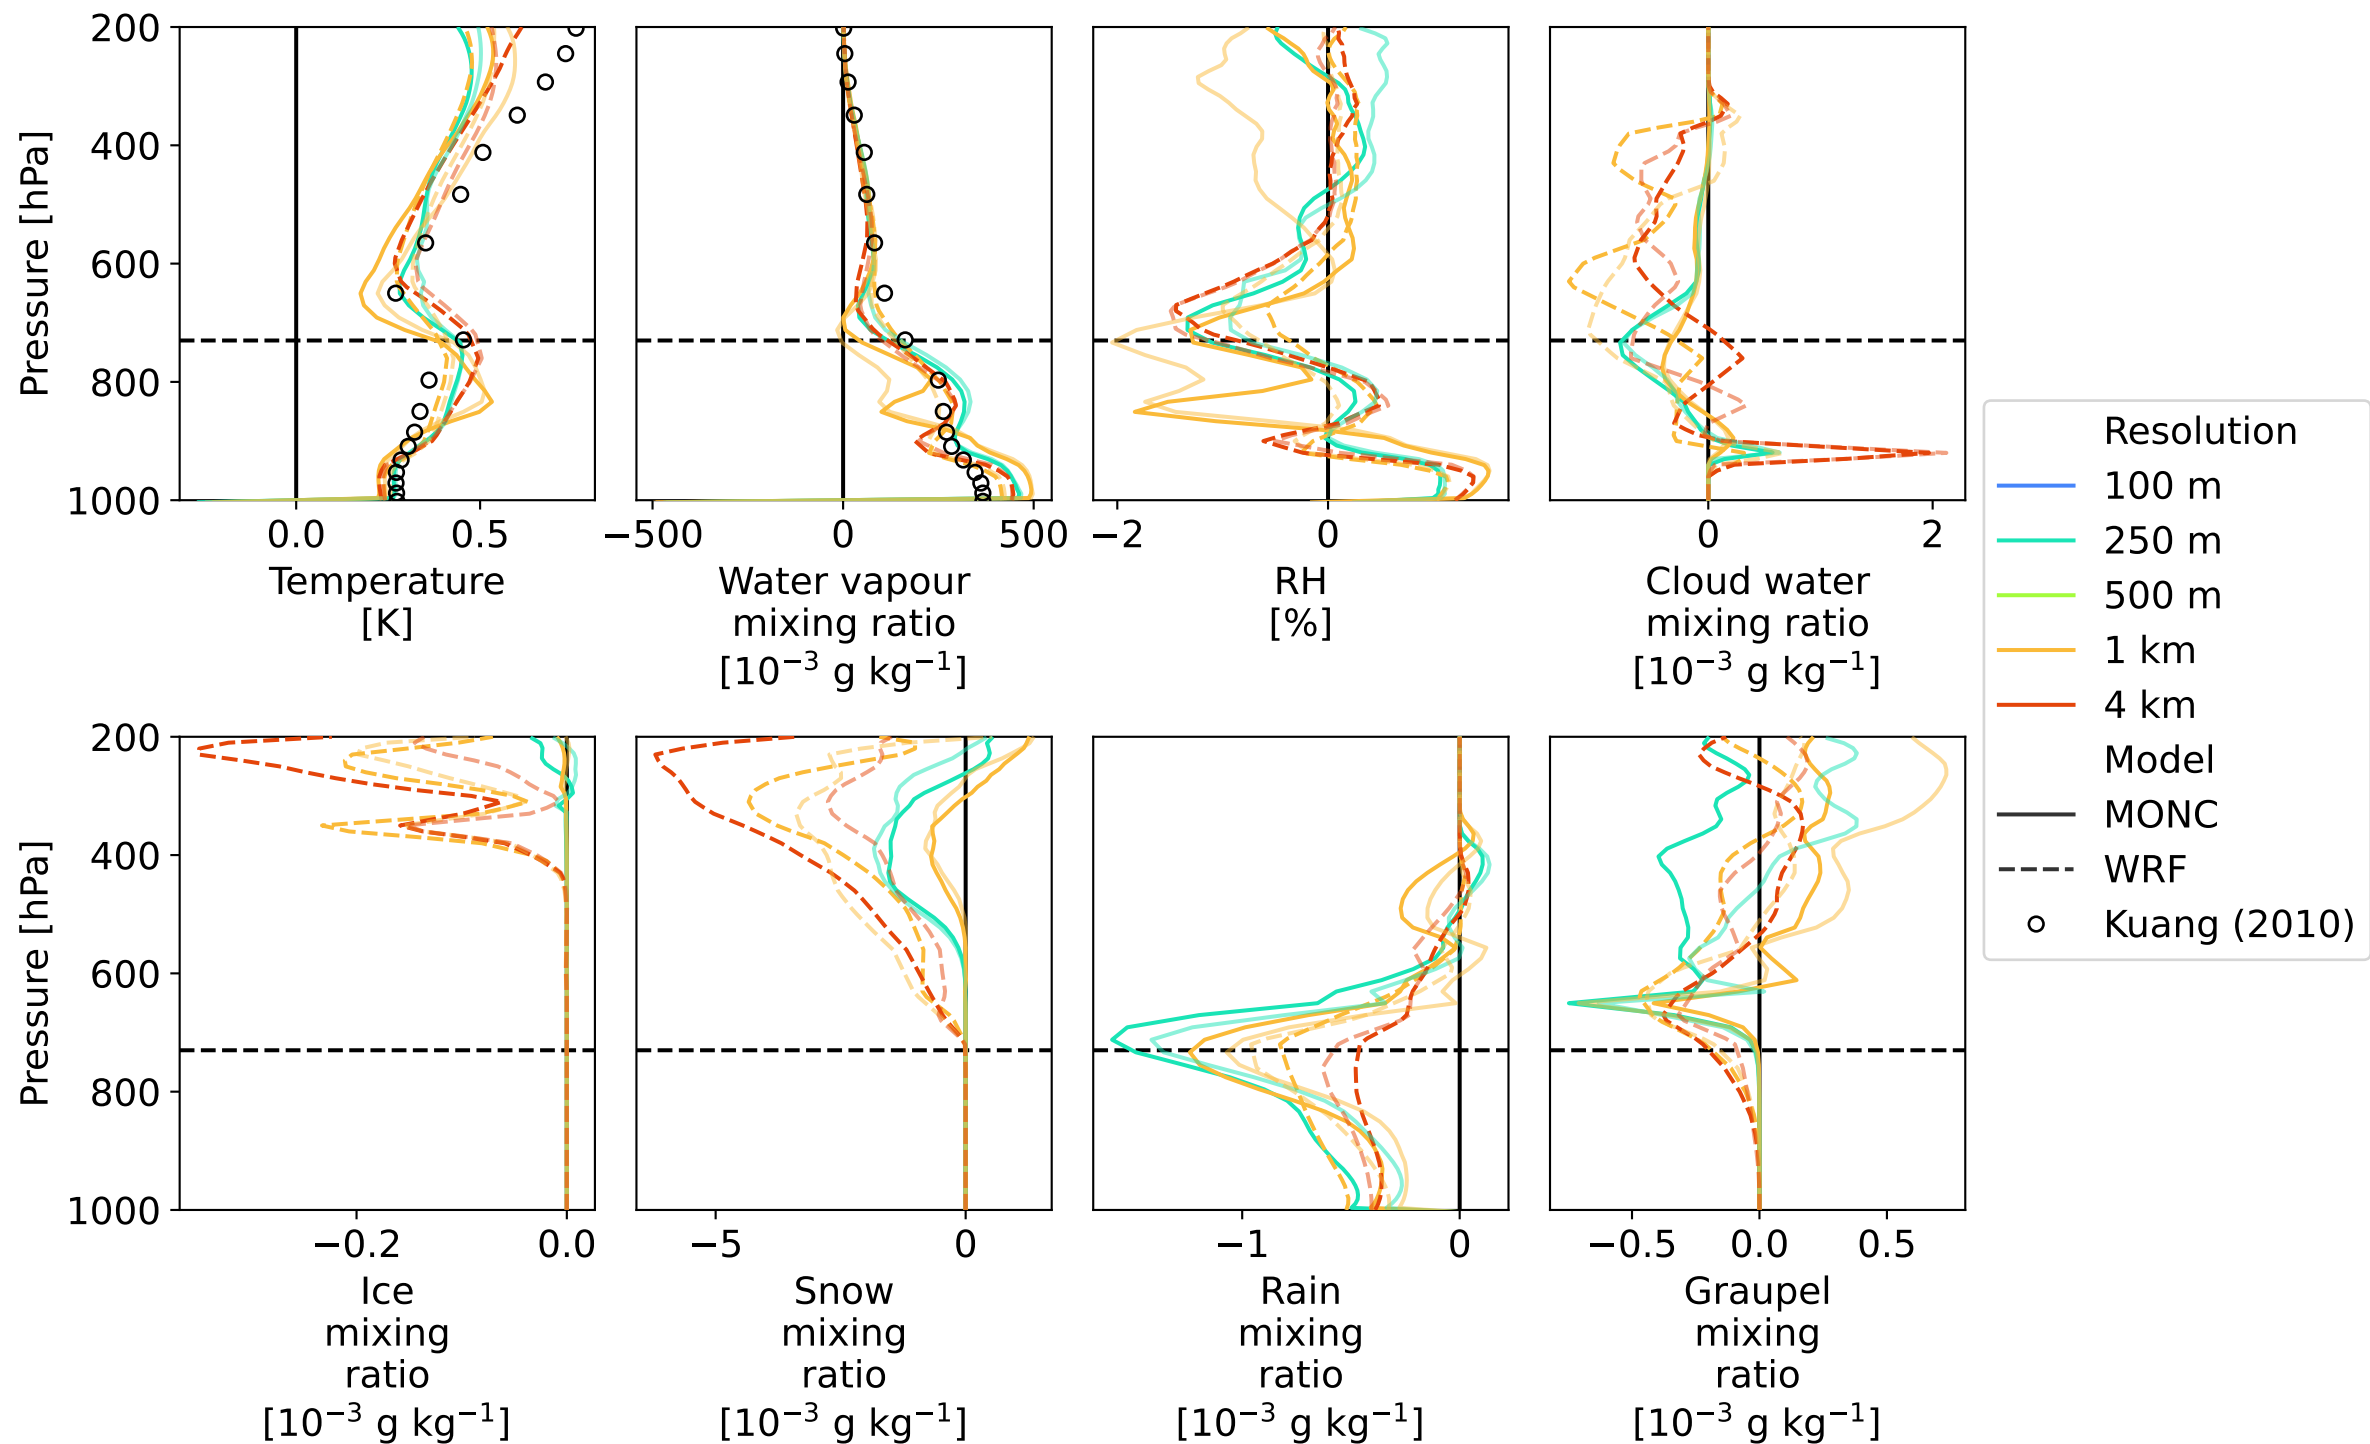 200
400
600
800
1000
Pressure [hPa]
0.0 0.5
Temperature
[K]
−500 0 500
Water vapour
mixing ratio
[10⁻³ g kg⁻¹]
−2 0
RH
[%]
0 2
Cloud water
mixing ratio
[10⁻³ g kg⁻¹]
Resolution
100 m
250 m
500 m
1 km
4 km
Model
MONC
WRF
Kuang (2010)
200
400
600
800
1000
Pressure [hPa]
−0.2 0.0
Ice
mixing
ratio
[10⁻³ g kg⁻¹]
−5 0
Snow
mixing
ratio
[10⁻³ g kg⁻¹]
−1 0
Rain
mixing
ratio
[10⁻³ g kg⁻¹]
−0.5 0.0 0.5
Graupel
mixing
ratio
[10⁻³ g kg⁻¹]